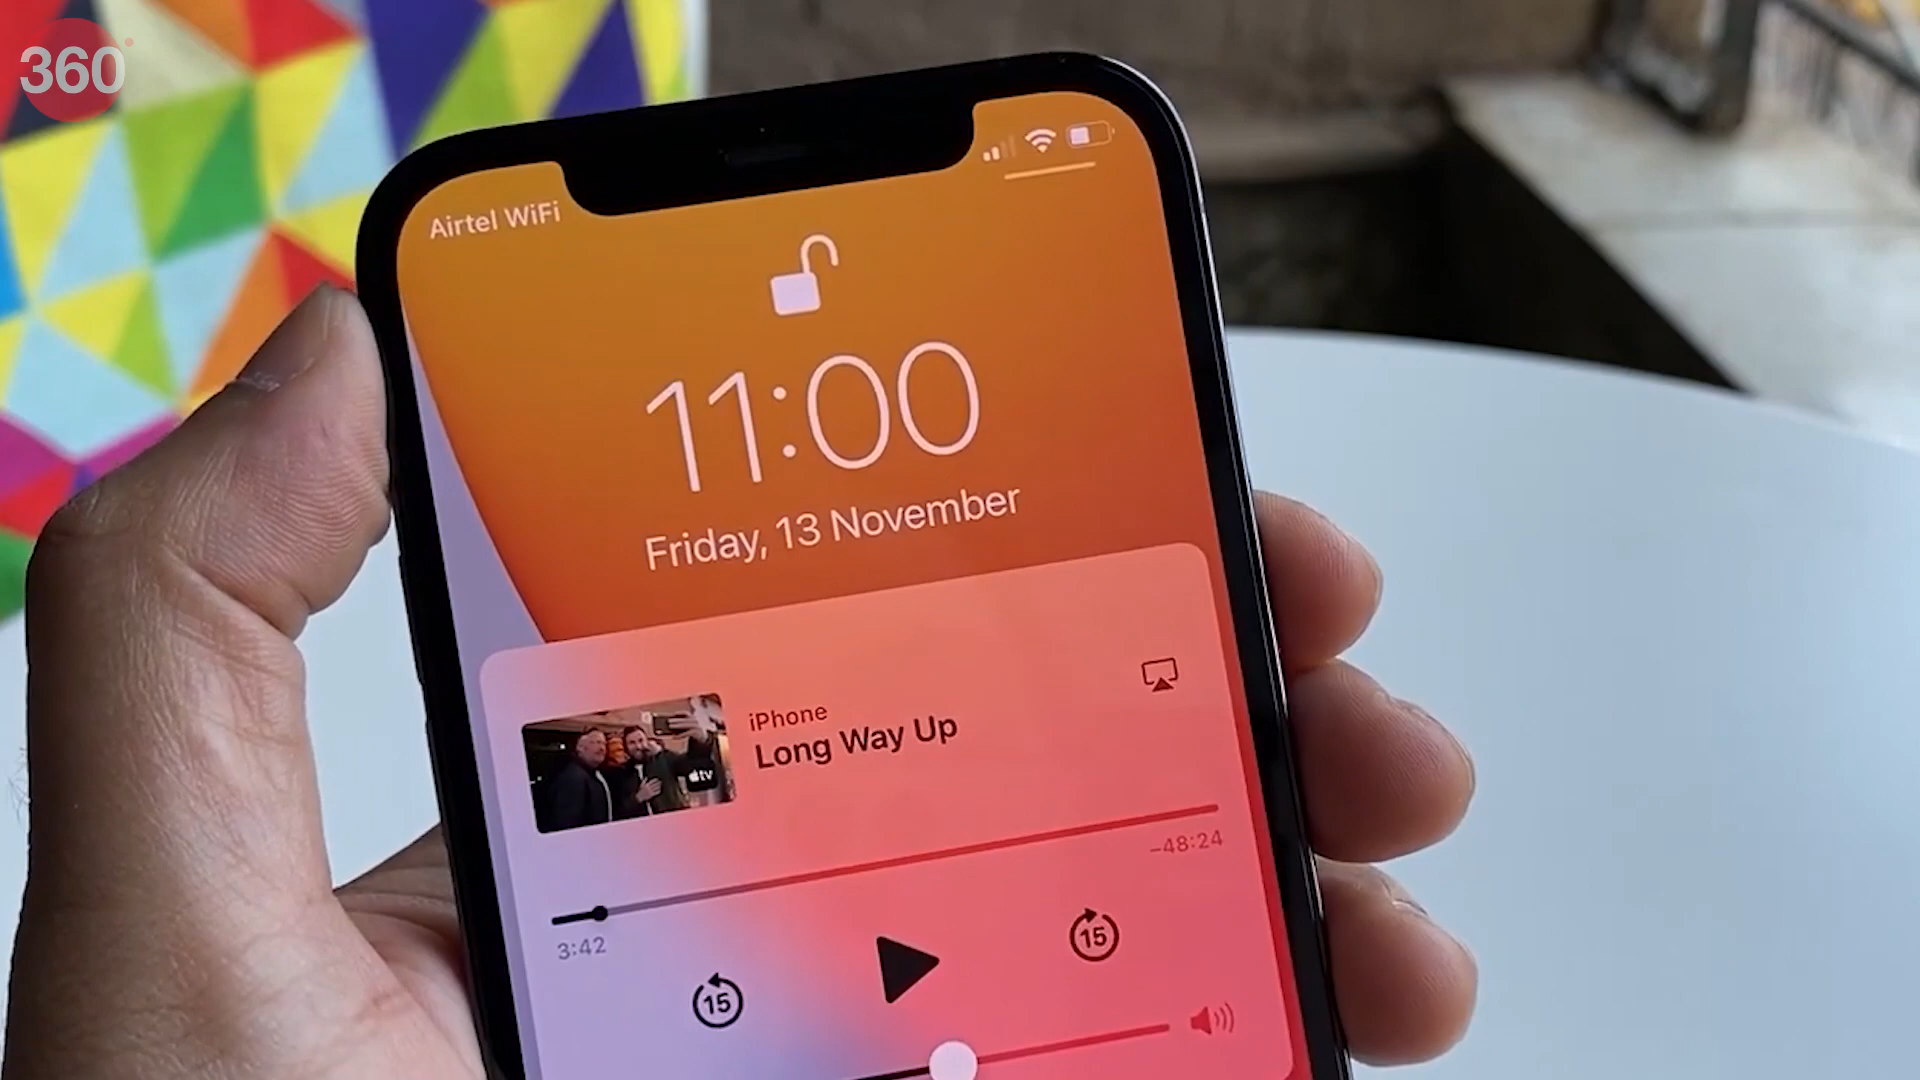 360
Airtel WiFi
11:00
Friday, 13 November
iPhone
Long Way Up
tv
-48:24
3:42
15
15